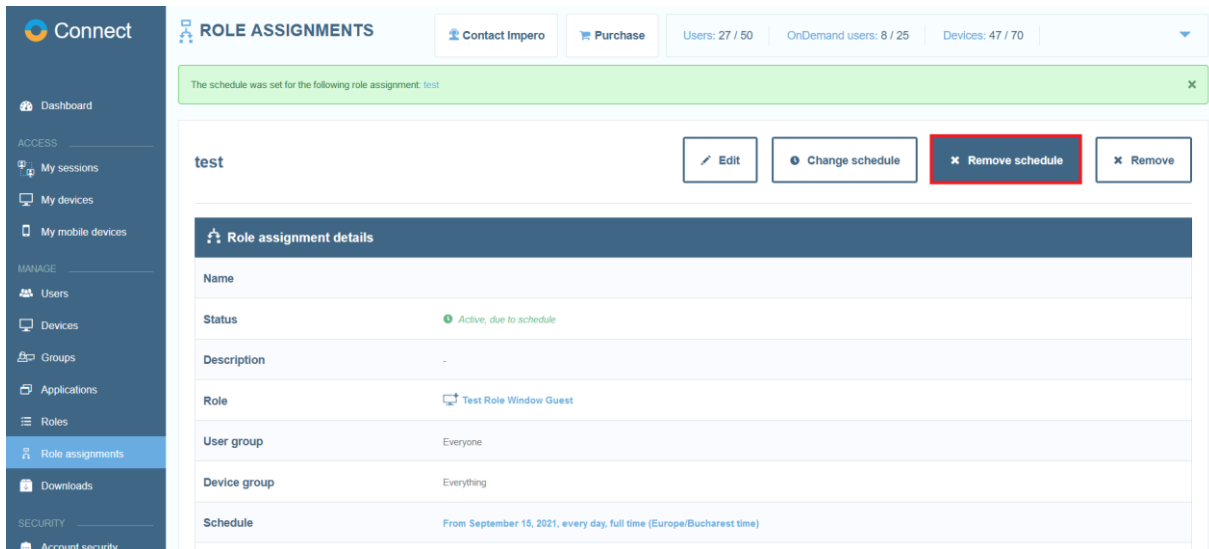 Connect
ROLE ASSIGNMENTS
Contact Impero
Purchase
Users: 27 / 50
OnDemand users: 8 / 25
Devices: 47 / 70
The schedule was set for the following role assignment: test
Dashboard
ACCESS
My sessions
My devices
My mobile devices
MANAGE
Users
Devices
Groups
Applications
Roles
Role assignments
Downloads
SECURITY
Account security
test
Edit
Change schedule
Remove schedule
Remove
Role assignment details
Name
Status
Active, due to schedule
Description
-
Role
Test Role Window Guest
User group
Everyone
Device group
Everything
Schedule
From September 15, 2021, every day, full time (Europe/Bucharest time)